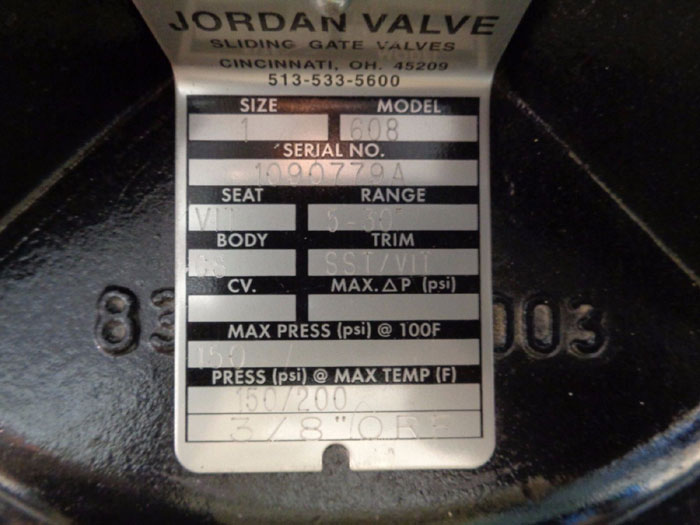 JORDAN VALVE
SLIDING GATE VALVES
CINCINNATI, OH. 45209
513-533-5600
SIZE MODEL
1 608
SERIAL NO.
1090779A
SEAT RANGE
VIT 5-30
BODY TRIM
CS SST/VIT
CV. MAX. △P (psi)
83 003
MAX PRESS (psi) @ 100F
150
PRESS (psi) @ MAX TEMP (F)
150/200
3/8" ORF